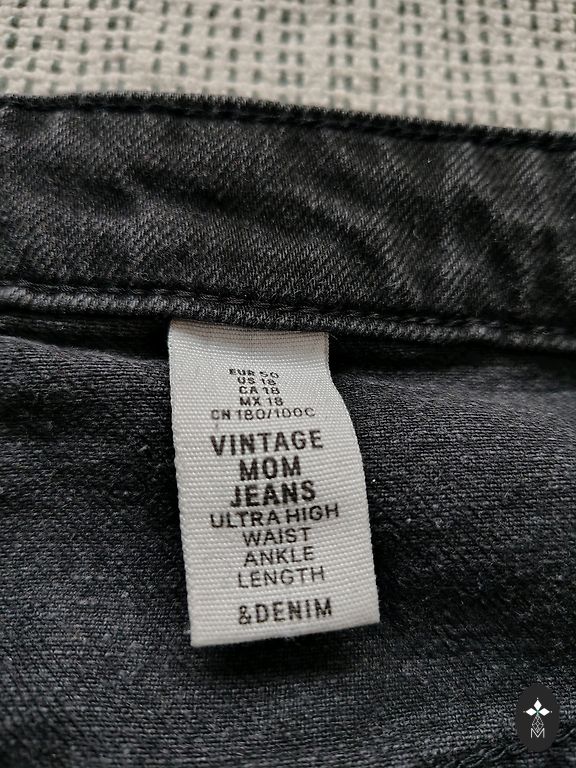 EUR 50
US 18
CA 18
MX 18
CN 180/100C
VINTAGE
MOM
JEANS
ULTRA HIGH
WAIST
ANKLE
LENGTH
&DENIM
M